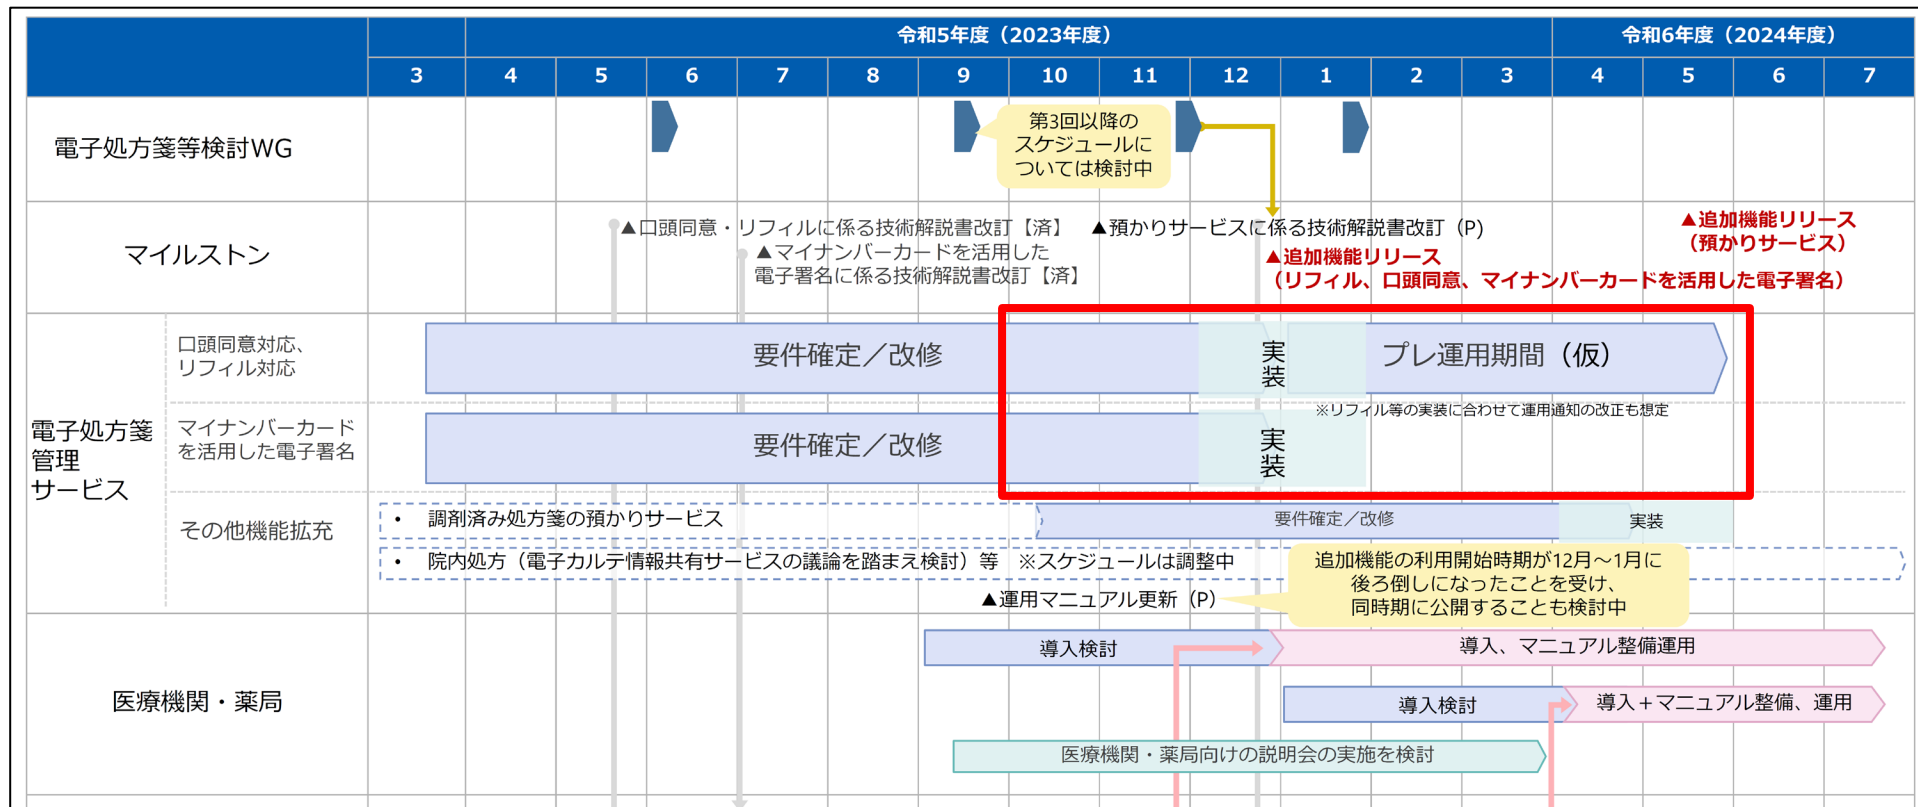 令和5年度（2023年度）
令和6年度（2024年度）
3 4 5 6 7 8 9 10 11 12 1 2 3 4 5 6 7
電子処方箋等検討WG
第3回以降の
スケジュールに
ついては検討中
マイルストン
▲口頭同意・リフィルに係る技術解説書改訂【済】
▲マイナンバーカードを活用した
電子署名に係る技術解説書改訂【済】
▲預かりサービスに係る技術解説書改訂（P)
▲追加機能リリース
（リフィル、口頭同意、マイナンバーカードを活用した電子署名）
▲追加機能リリース
（預かりサービス）
電子処方箋
管理
サービス
口頭同意対応、
リフィル対応
要件確定／改修
実装
プレ運用期間（仮）
※リフィル等の実装に合わせて運用通知の改正も想定
マイナンバーカード
を活用した電子署名
要件確定／改修
実装
その他機能拡充
• 調剤済み処方箋の預かりサービス
要件確定／改修
実装
• 院内処方（電子カルテ情報共有サービスの議論を踏まえ検討）等　※スケジュールは調整中
▲運用マニュアル更新（P）
追加機能の利用開始時期が12月～1月に
後ろ倒しになったことを受け、
同時期に公開することも検討中
医療機関・薬局
導入検討
導入、マニュアル整備運用
導入検討
導入＋マニュアル整備、運用
医療機関・薬局向けの説明会の実施を検討